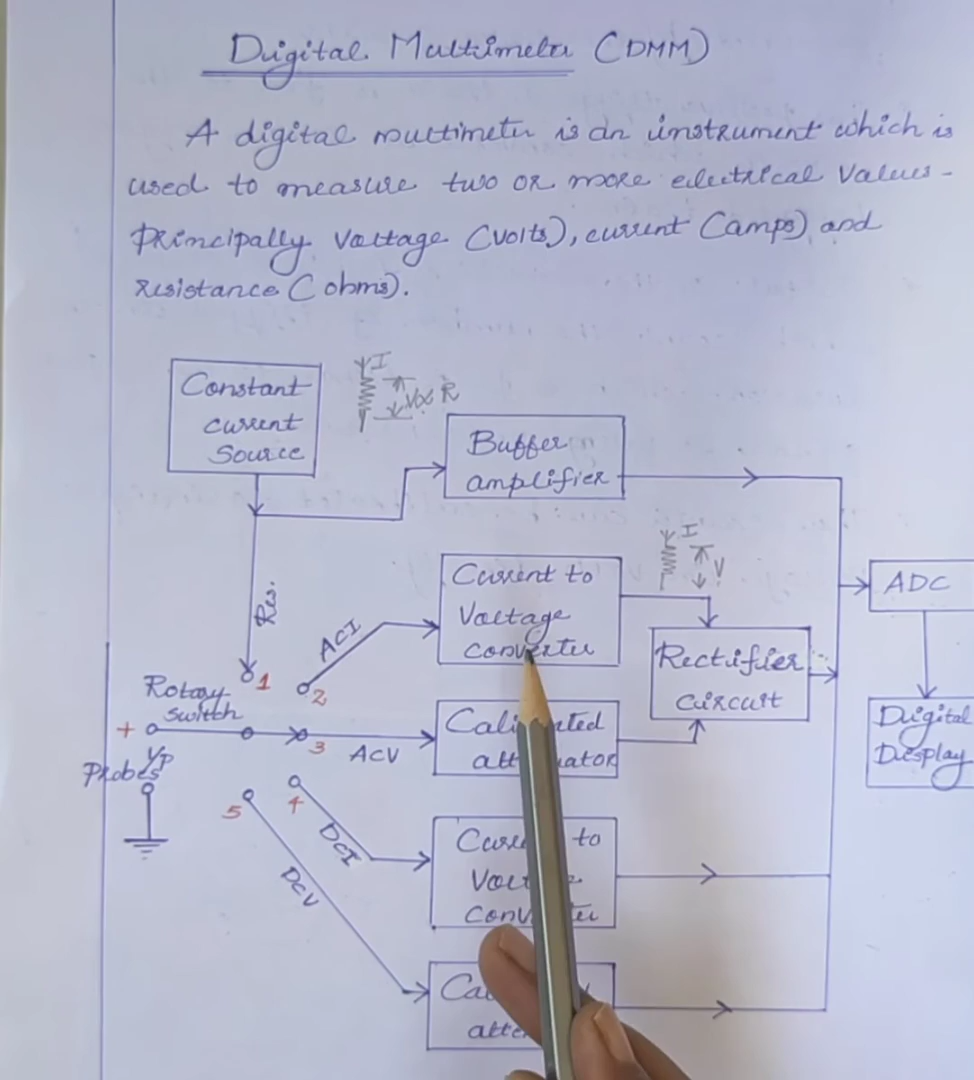 Digital Multimeter (DMM)
A digital multimeter is an instrument which is
used to measure two or more electrical values -
principally voltage (volts), current (amps) and
resistance (ohms).
Constant
current
Source
I
V∝R
Buffer
amplifier
Res.
ACI
Current to
Voltage
converter
I
V
Rectifier
circuit
ADC
Digital
Display
Rotary
switch
1
2
3
4
5
+
I/P
Probes
ACV
DCI
DCV
to